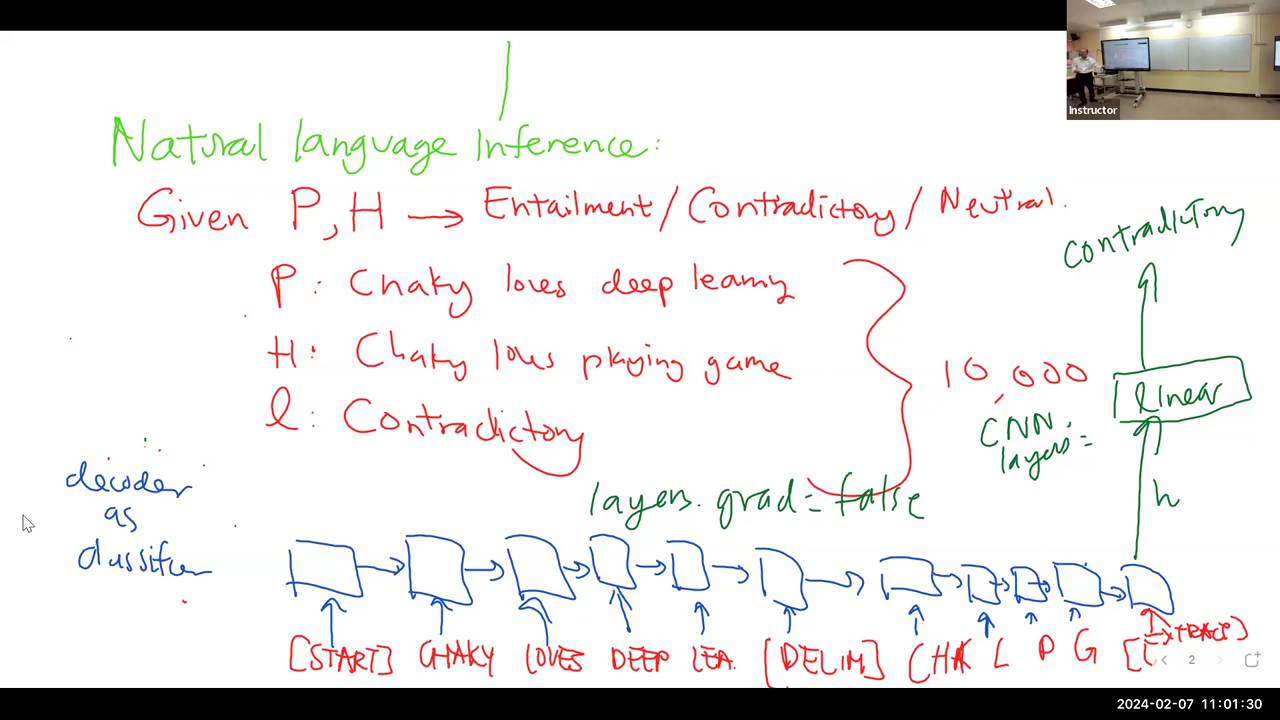 Natural language Inference:
Given P, H → Entailment / Contradictory / Neutral.
contradictory
P: Chaky loves deep learning
H: Chaky loves playing game
10,000
linear
l: Contradictory
CNN.
layers =
decoder
as
classifier
layers.grad = false
h
[START] CHAKY LOVES DEEP LEA. [DELIM] CHAK L P G [EXTRACT]
2
Instructor
2024-02-07 11:01:30